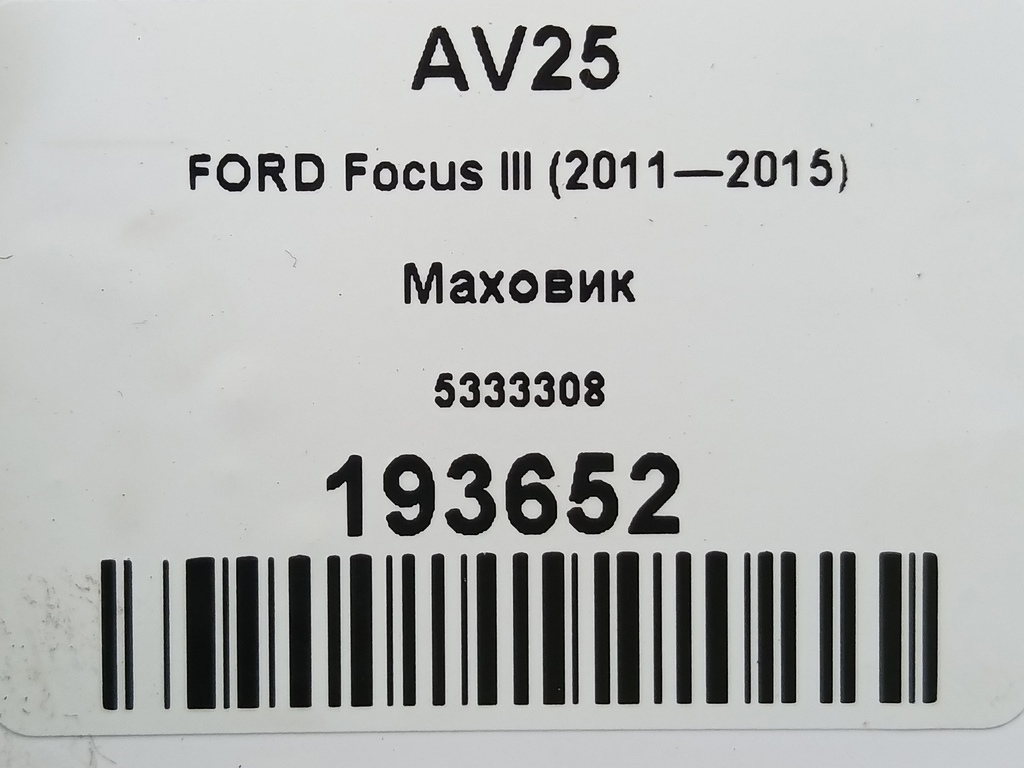 AV25
FORD Focus III (2011—2015)
Маховик
5333308
193652